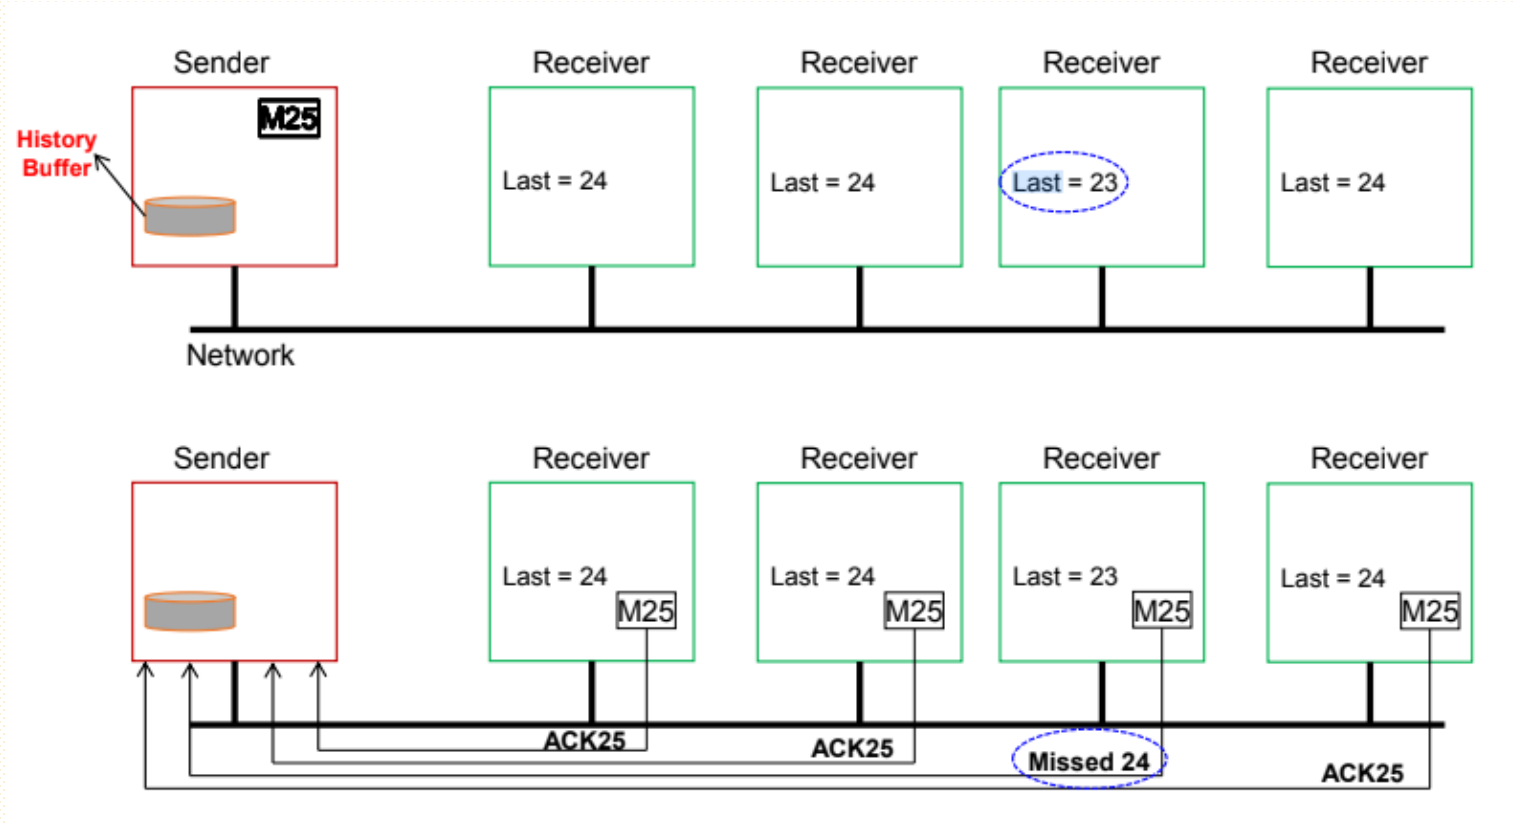 Sender
Receiver
Receiver
Receiver
Receiver
M25
History
Buffer
Last = 24
Last = 24
Last = 23
Last = 24
Network
Sender
Receiver
Receiver
Receiver
Receiver
Last = 24
Last = 24
Last = 23
Last = 24
M25
M25
M25
M25
ACK25
ACK25
Missed 24
ACK25